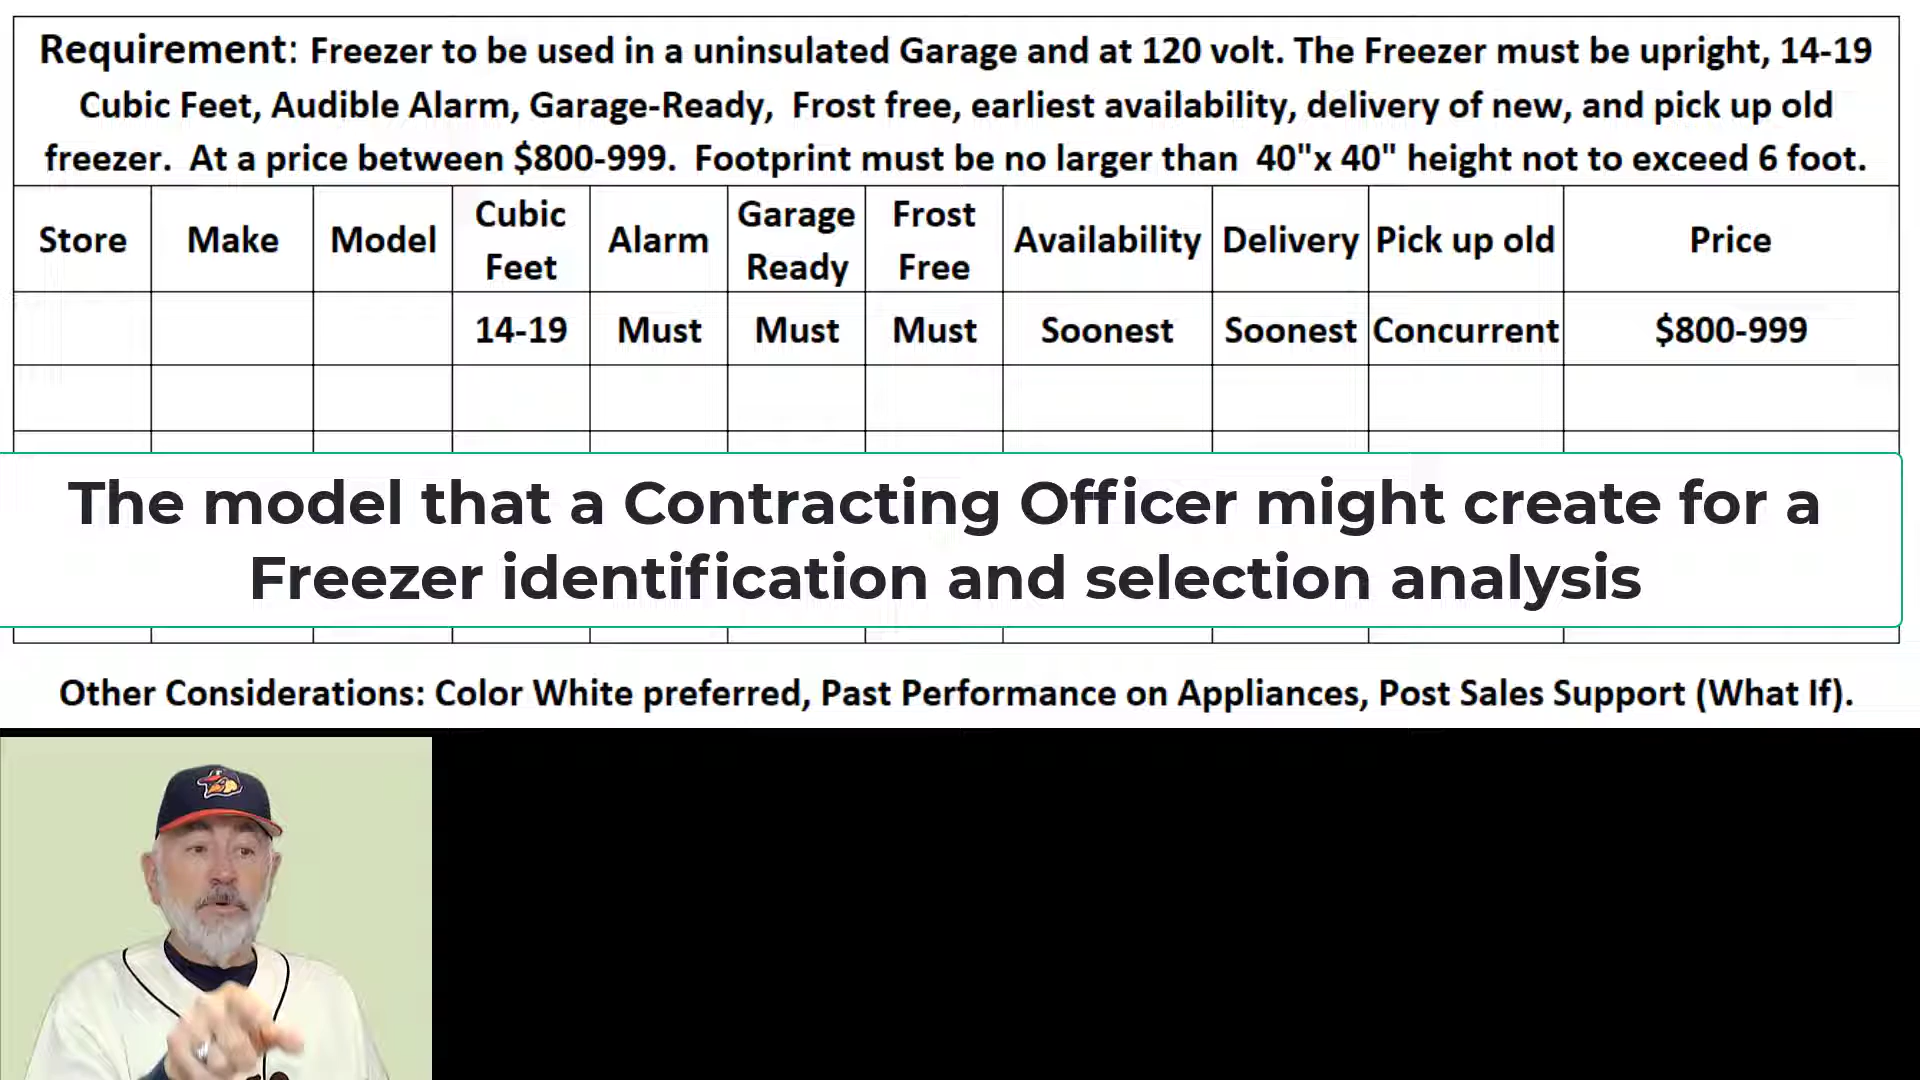 Requirement: Freezer to be used in a uninsulated Garage and at 120 volt. The Freezer must be upright, 14-19
Cubic Feet, Audible Alarm, Garage-Ready, Frost free, earliest availability, delivery of new, and pick up old
freezer. At a price between $800-999. Footprint must be no larger than 40"x 40" height not to exceed 6 foot.
Store Make Model Cubic Feet Alarm Garage Ready Frost Free Availability Delivery Pick up old Price
14-19 Must Must Must Soonest Soonest Concurrent $800-999
The model that a Contracting Officer might create for a
Freezer identification and selection analysis
Other Considerations: Color White preferred, Past Performance on Appliances, Post Sales Support (What If).